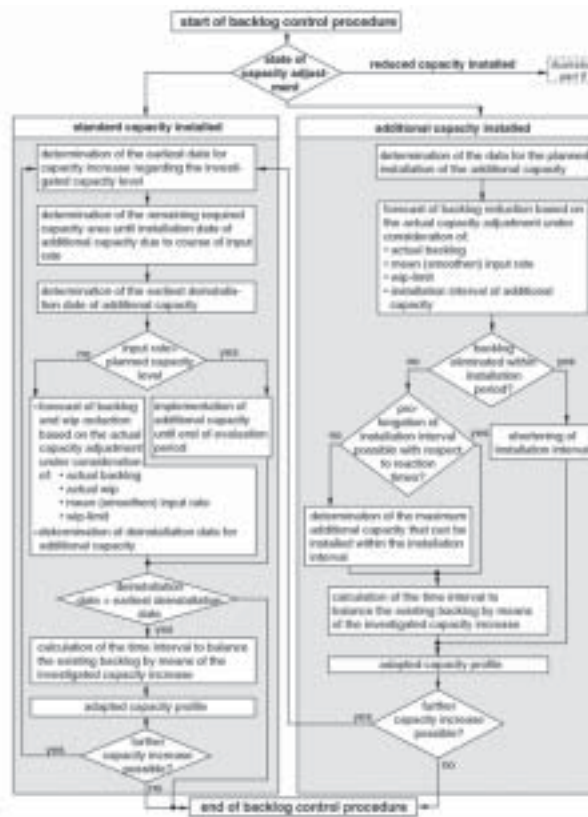 start of backlog control procedure
state of
capacity adjust-
ment
reduced capacity installed
part II
standard capacity installed
determination of the earliest date for
capacity increase regarding the investi-
gated capacity level
determination of the remaining required
capacity area until installation date of
additional capacity due to course of input
rate
determination of the earliest deinstalla-
tion date of additional capacity
input rate>
planned capacity
level
no
yes
-forecast of backlog
and wip reduction
based on the actual
capacity adjustment
under consideration
of: • actual backlog
• actual wip
• mean (smoothen) input rate
• wip-limit
-determination of deinstallation data for
additional capacity
implementation of
additional capacity
until end of evaluation
period
deinstallation
date = earliest deinstallation
date
yes
calculation of the time interval to balance
the existing backlog by means of the
investigated capacity increase
adapted capacity profile
further
capacity increase
possible?
yes
no
additional capacity installed
determination of the data for the planned
installation of the additional capacity
forecast of backlog reduction based on
the actual capacity adjustment under
consideration of:
• actual backlog
• mean (smoothen) input rate
• wip-limit
• installation interval of additional
capacity
backlog
eliminated within
installation
period?
no
yes
pro-
longation of
installation interval
possible with respect
to reaction
times?
no
yes
shortening of
installation interval
determination of the maximum
additional capacity that can be
installed within the installation
interval
calculation of the time interval to
balance the existing backlog by means
of the investigated capacity increase
adapted capacity profile
further
capacity increase
possible?
yes
no
end of backlog control procedure